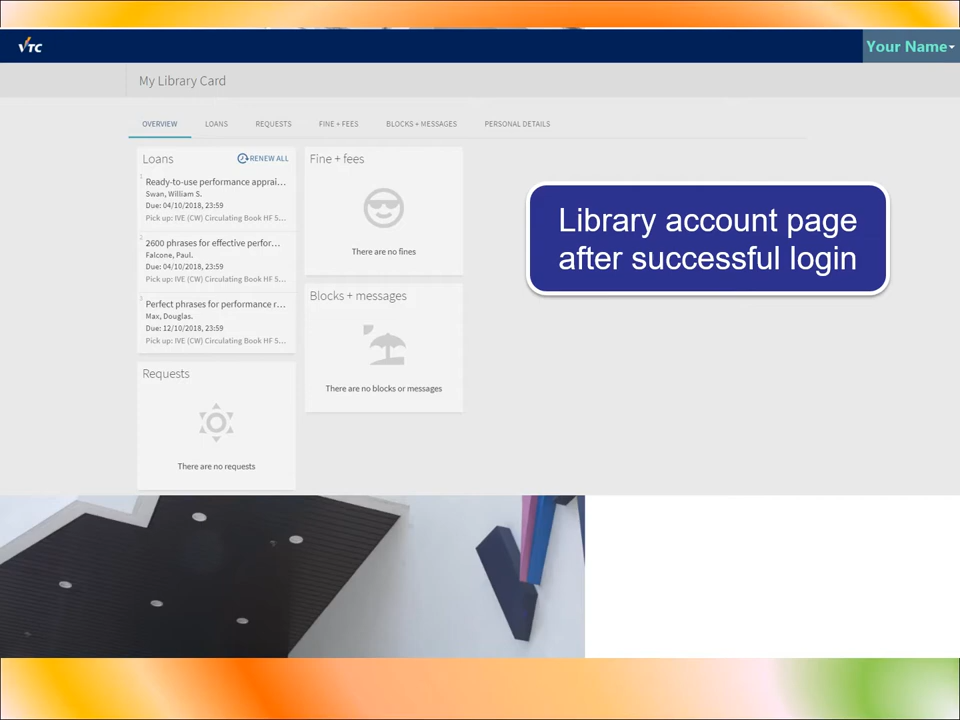 VTC
Your Name
My Library Card
OVERVIEW LOANS REQUESTS FINE + FEES BLOCKS + MESSAGES PERSONAL DETAILS
Loans RENEW ALL
1 Ready-to-use performance apprai...
Swan, William S.
Due: 04/10/2018, 23:59
Pick up: IVE (CW) Circulating Book HF 5...
2 2600 phrases for effective perfor...
Falcone, Paul.
Due: 04/10/2018, 23:59
Pick up: IVE (CW) Circulating Book HF 5...
3 Perfect phrases for performance r...
Max, Douglas.
Due: 12/10/2018, 23:59
Pick up: IVE (CW) Circulating Book HF 5...
Requests
There are no requests
Fine + fees
There are no fines
Blocks + messages
There are no blocks or messages
Library account page
after successful login